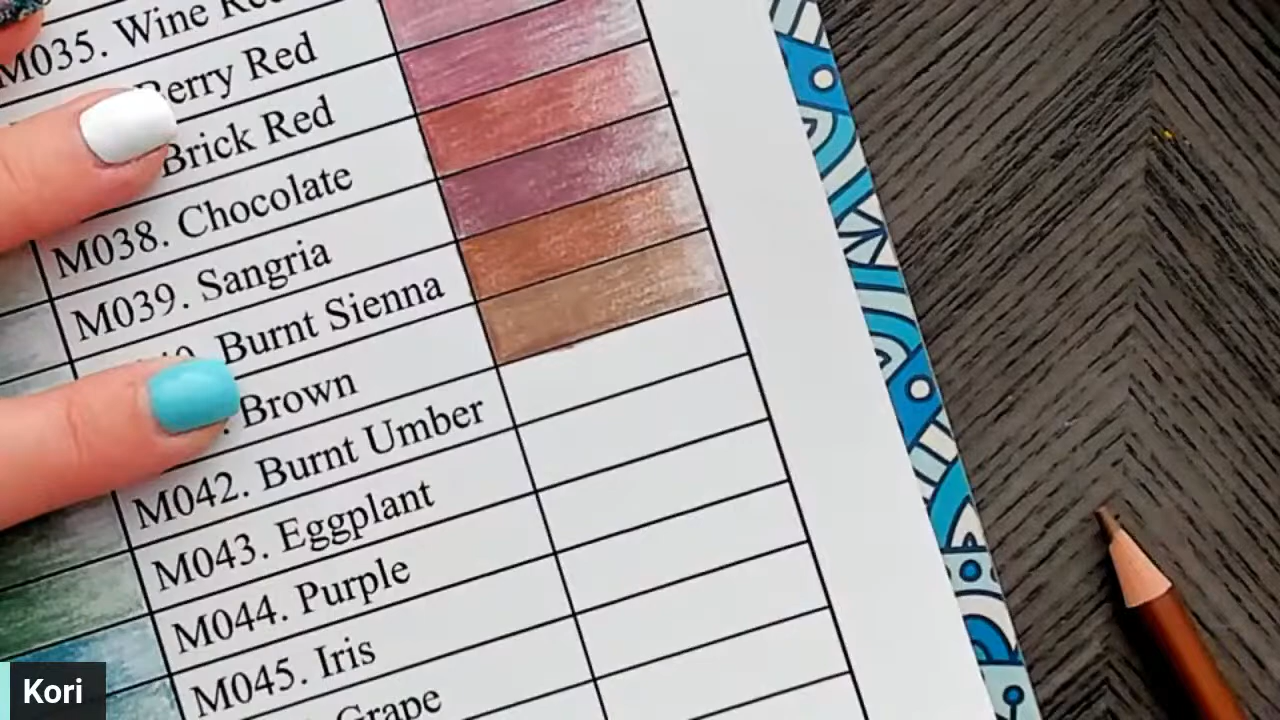 M035. Wine Re
Berry Red
Brick Red
M038. Chocolate
M039. Sangria
Burnt Sienna
. Brown
M042. Burnt Umber
M043. Eggplant
M044. Purple
M045. Iris
Grape
Kori